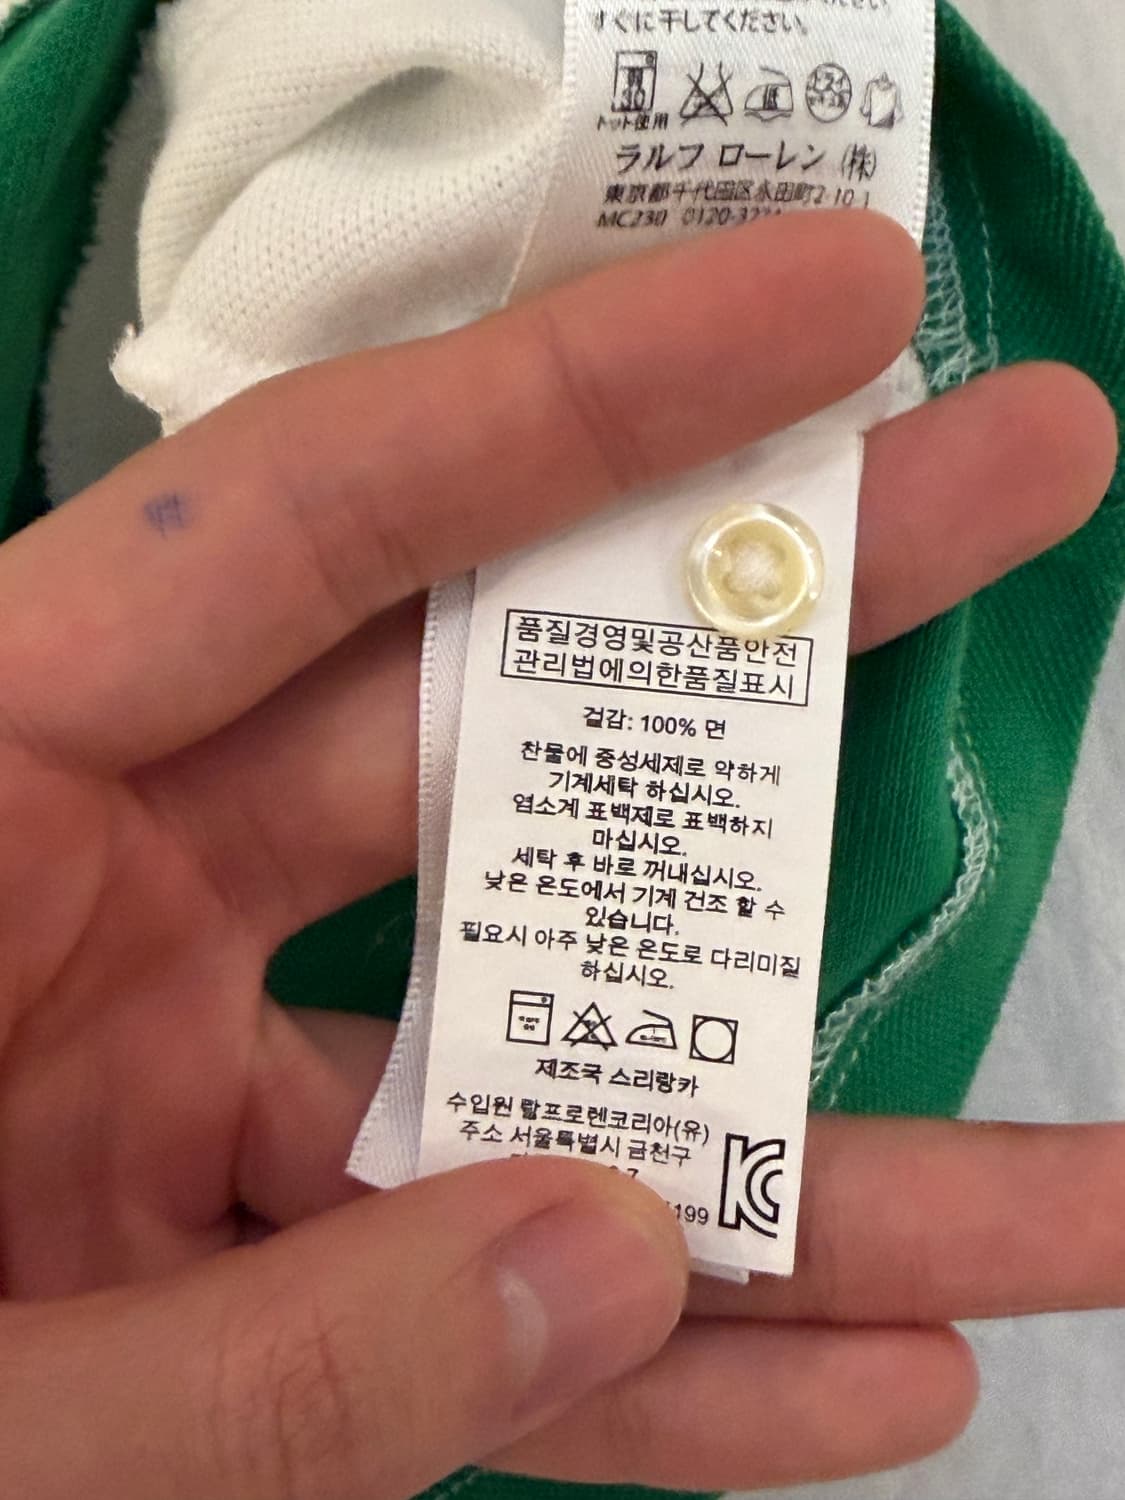 すぐに干してください。
ラルフ ローレン (株)
東京都千代田区永田町2-10-1
MC230 0120-327
품질경영및공산품안전
관리법에의한품질표시
겉감: 100% 면
찬물에 중성세제로 약하게
기계세탁 하십시오.
염소계 표백제로 표백하지
마십시오.
세탁 후 바로 꺼내십시오.
낮은 온도에서 기계 건조 할 수
있습니다.
필요시 아주 낮은 온도로 다리미질
하십시오.
제조국 스리랑카
수입원 랄프로렌코리아(유)
주소 서울특별시 금천구
199
KC